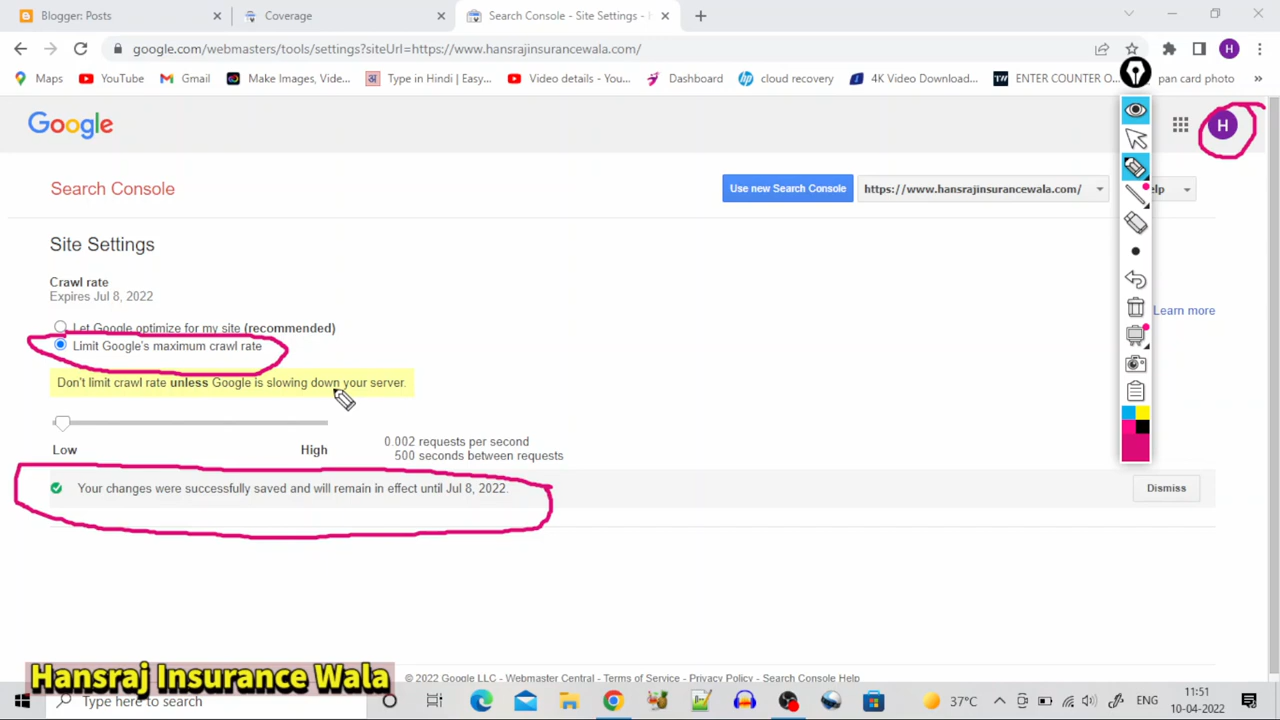 Blogger: Posts
Coverage
Search Console - Site Settings -
google.com/webmasters/tools/settings?siteUrl=https://www.hansrajinsurancewala.com/
H
Maps
YouTube
Gmail
Make Images, Vide...
Type in Hindi | Easy...
Video details - You...
Dashboard
cloud recovery
4K Video Download...
ENTER COUNTER O...
pan card photo
»
Google
H
Search Console
Use new Search Console
https://www.hansrajinsurancewala.com/
elp
Site Settings
Crawl rate
Expires Jul 8, 2022
Learn more
Let Google optimize for my site (recommended)
Limit Google's maximum crawl rate
Don't limit crawl rate unless Google is slowing down your server.
Low
High
0.002 requests per second
500 seconds between requests
Your changes were successfully saved and will remain in effect until Jul 8, 2022.
Dismiss
© 2022 Google LLC - Webmaster Central - Terms of Service - Privacy Policy - Search Console Help
Hansraj Insurance Wala
Type here to search
37°C
ENG
11:51
10-04-2022